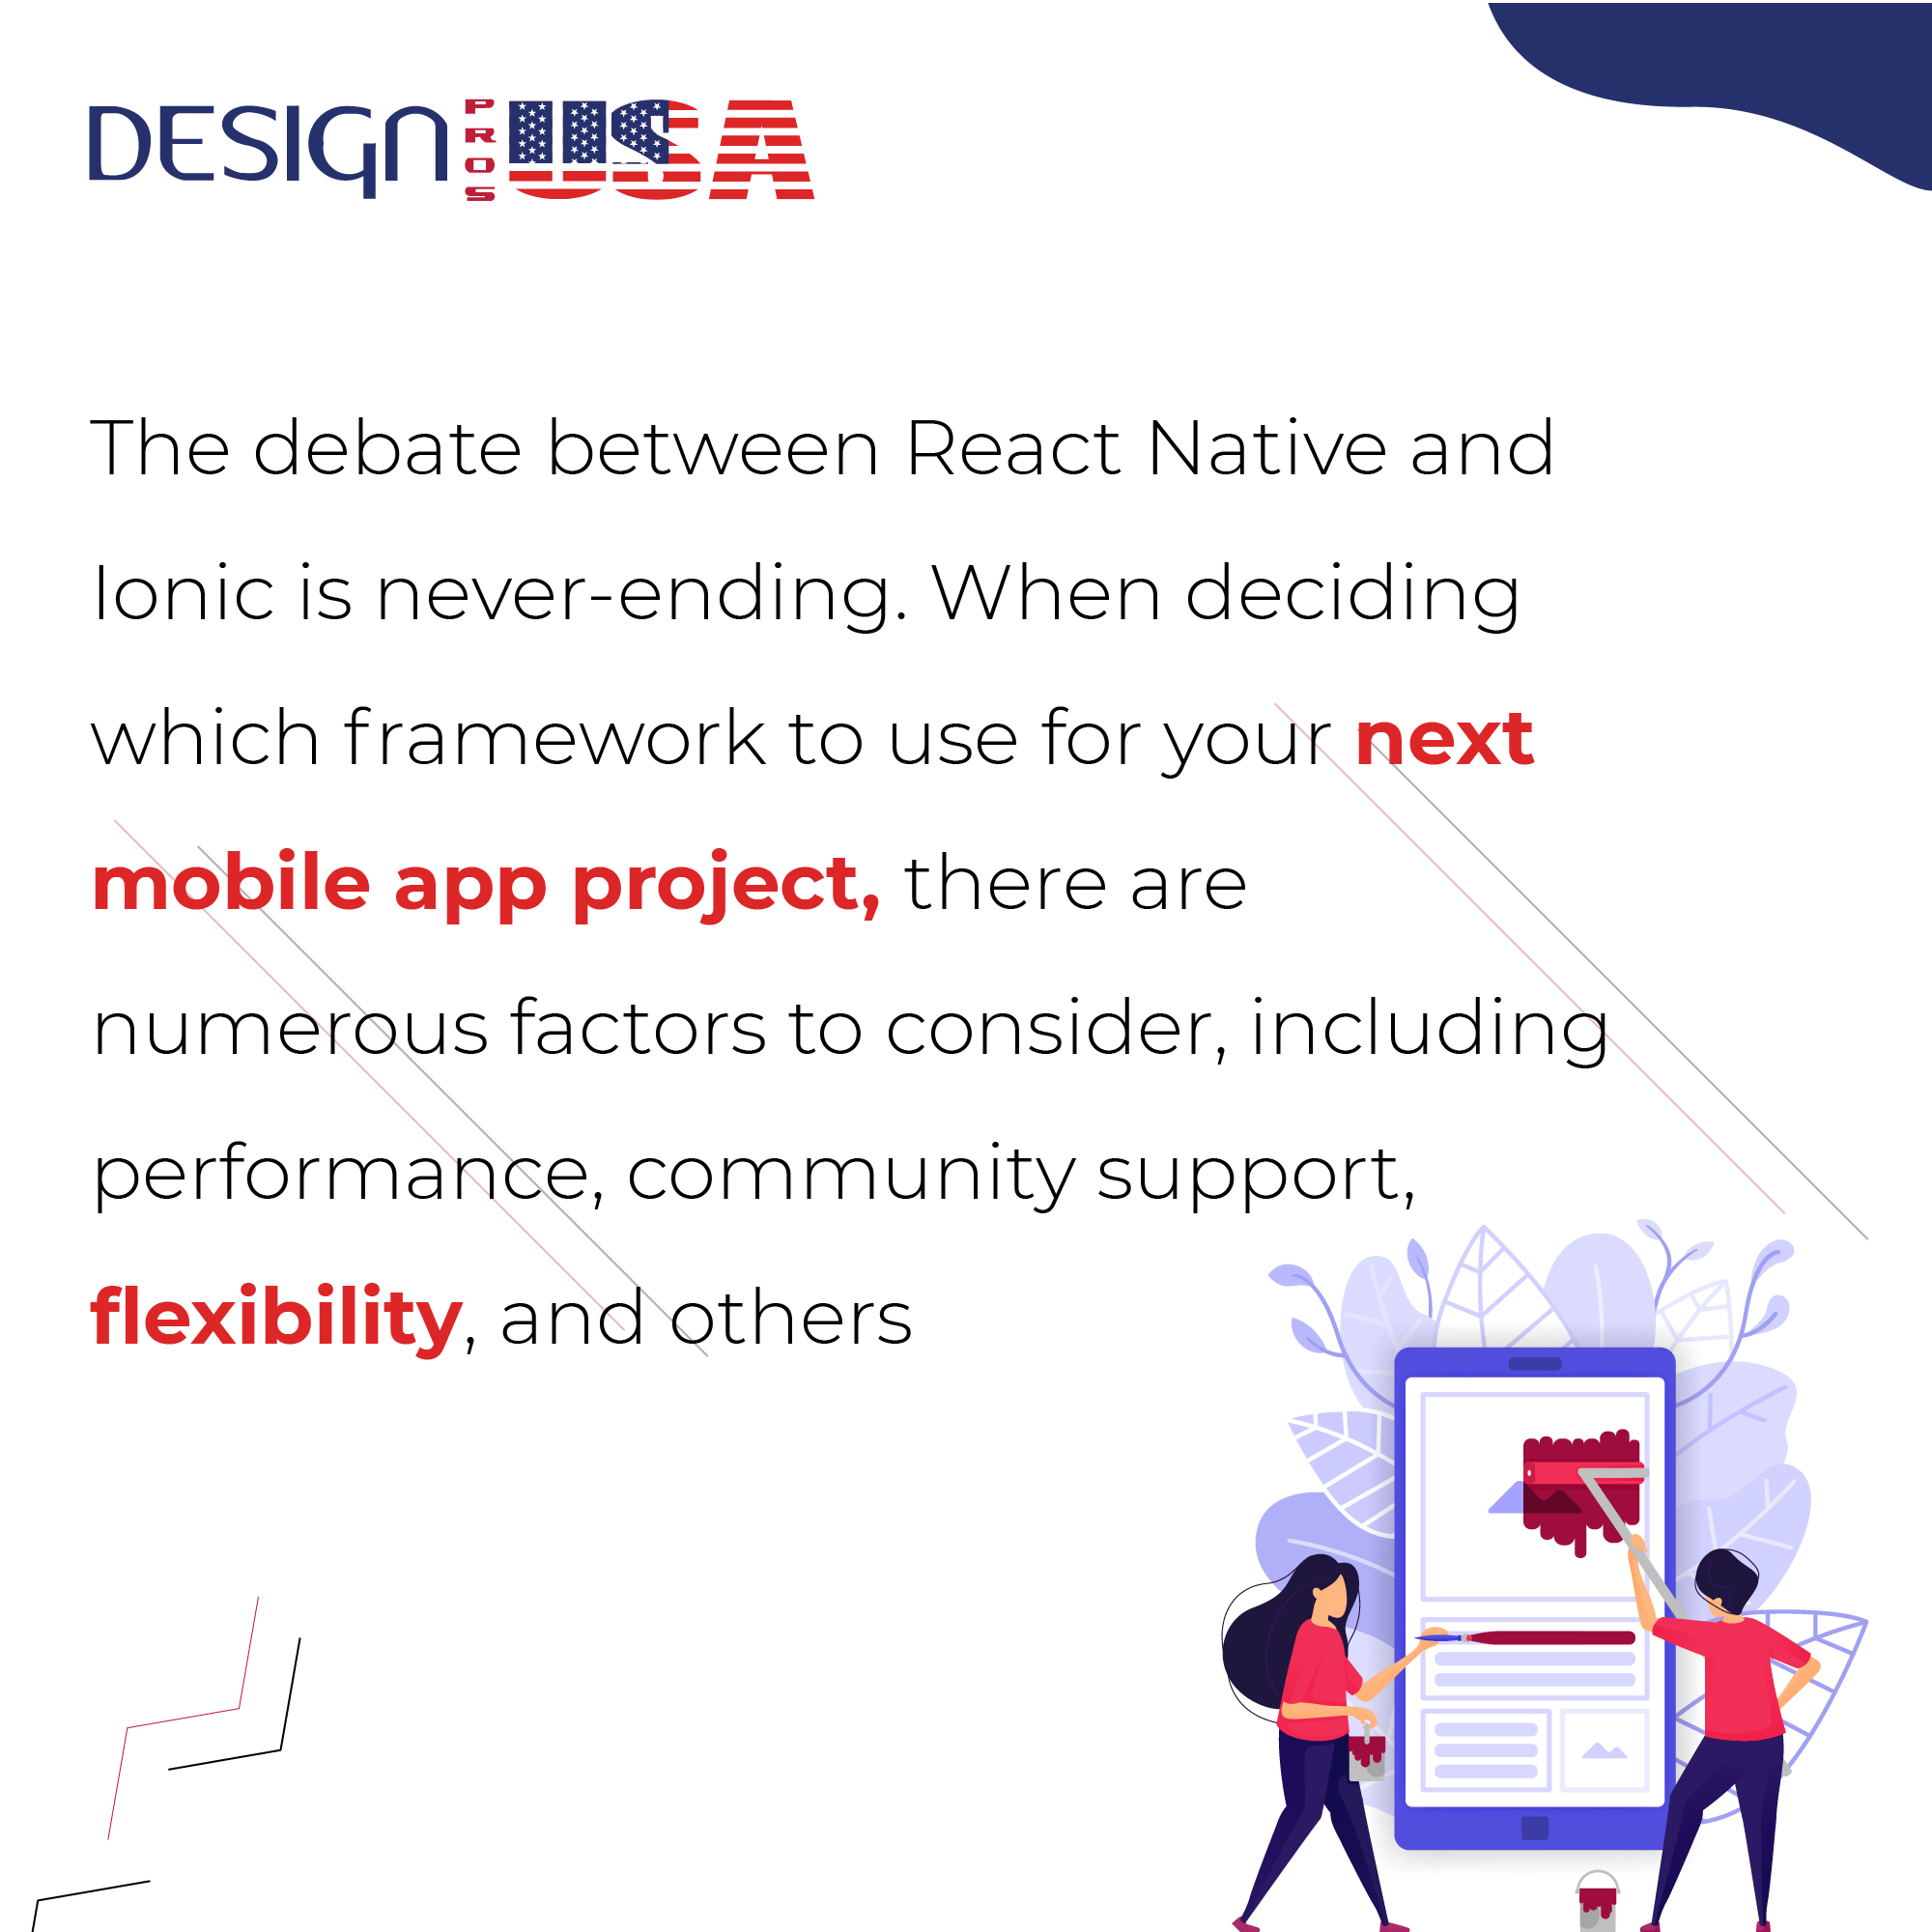 DESIGN PROS USA
The debate between React Native and
Ionic is never-ending. When deciding
which framework to use for your next
mobile app project, there are
numerous factors to consider, including
performance, community support,
flexibility, and others